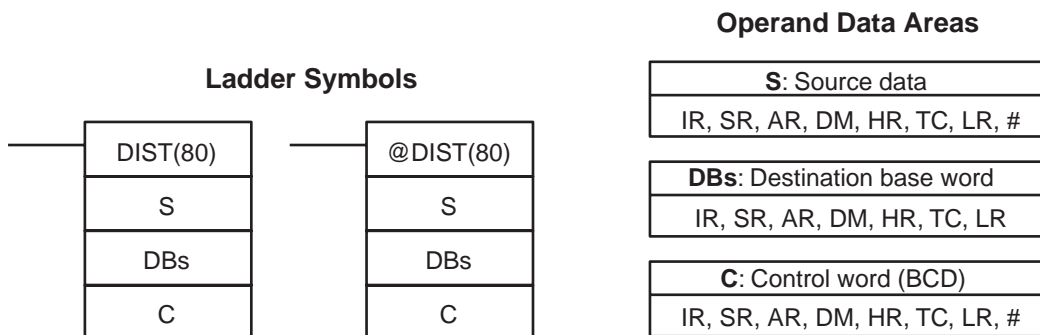 Ladder Symbols
DIST(80)
S
DBs
C
@DIST(80)
S
DBs
C
Operand Data Areas
S: Source data
IR, SR, AR, DM, HR, TC, LR, #
DBs: Destination base word
IR, SR, AR, DM, HR, TC, LR
C: Control word (BCD)
IR, SR, AR, DM, HR, TC, LR, #